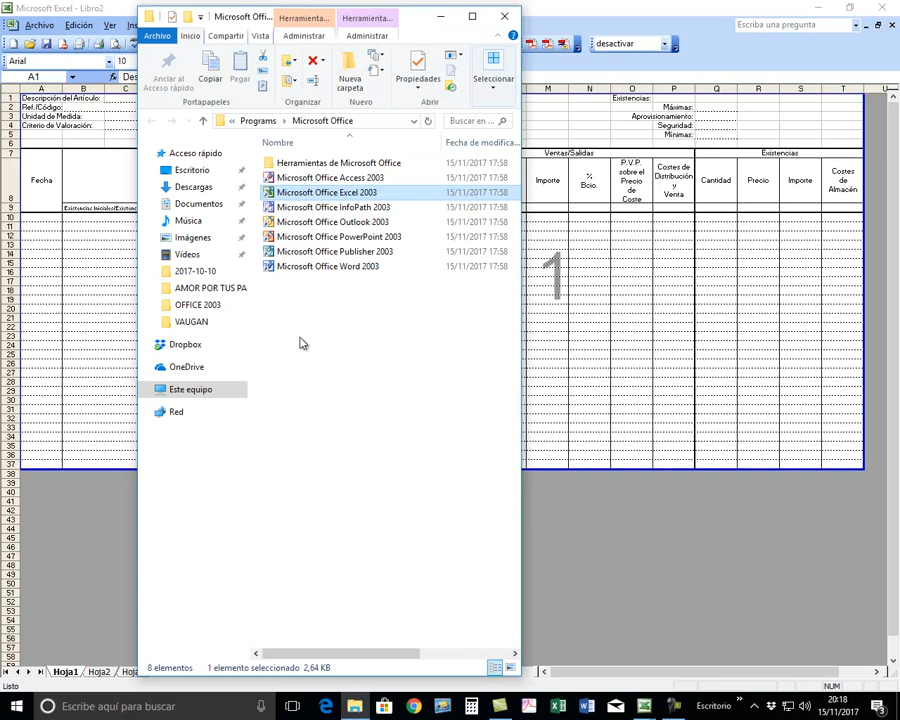 Microsoft Excel - Libro2
Archivo Edición Ver Ins
Escriba una pregunta
desactivar
Arial 10
A1 Des
Microsoft Offi...
Herramienta...
Herramienta...
Archivo Inicio Compartir Vista Administrar Administrar
Anclar al Acceso rápido
Copiar
Pegar
Portapapeles
Organizar
Nueva carpeta
Nuevo
Propiedades
Abrir
Seleccionar
Programs
Microsoft Office
Buscar en ...
Nombre
Fecha de modifica...
Acceso rápido
Escritorio
Descargas
Documentos
Música
Imágenes
Vídeos
2017-10-10
AMOR POR TUS PA
OFFICE 2003
VAUGAN
Dropbox
OneDrive
Este equipo
Red
Herramientas de Microsoft Office 15/11/2017 17:58
Microsoft Office Access 2003 15/11/2017 17:58
Microsoft Office Excel 2003 15/11/2017 17:58
Microsoft Office InfoPath 2003 15/11/2017 17:58
Microsoft Office Outlook 2003 15/11/2017 17:58
Microsoft Office PowerPoint 2003 15/11/2017 17:58
Microsoft Office Publisher 2003 15/11/2017 17:58
Microsoft Office Word 2003 15/11/2017 17:58
8 elementos 1 elemento seleccionado 2,64 KB
A B C M N O P Q R S T U
Descripción del Artículo:
Ref./Código:
Unidad de Medida:
Criterio de Valoración:
Existencias:
Máximas:
Aprovisionamiento:
Seguridad:
Mínimas:
Ventas/Salidas
Existencias
Fecha
Importe
% Bcio.
P.V.P. sobre el Precio de Coste
Costes de Distribución y Venta
Cantidad
Precio
Importe
Costes de Almacén
1
Hoja1 Hoja2 Ho
Listo
NUM
Escribe aquí para buscar
Escritorio
20:18
15/11/2017
3